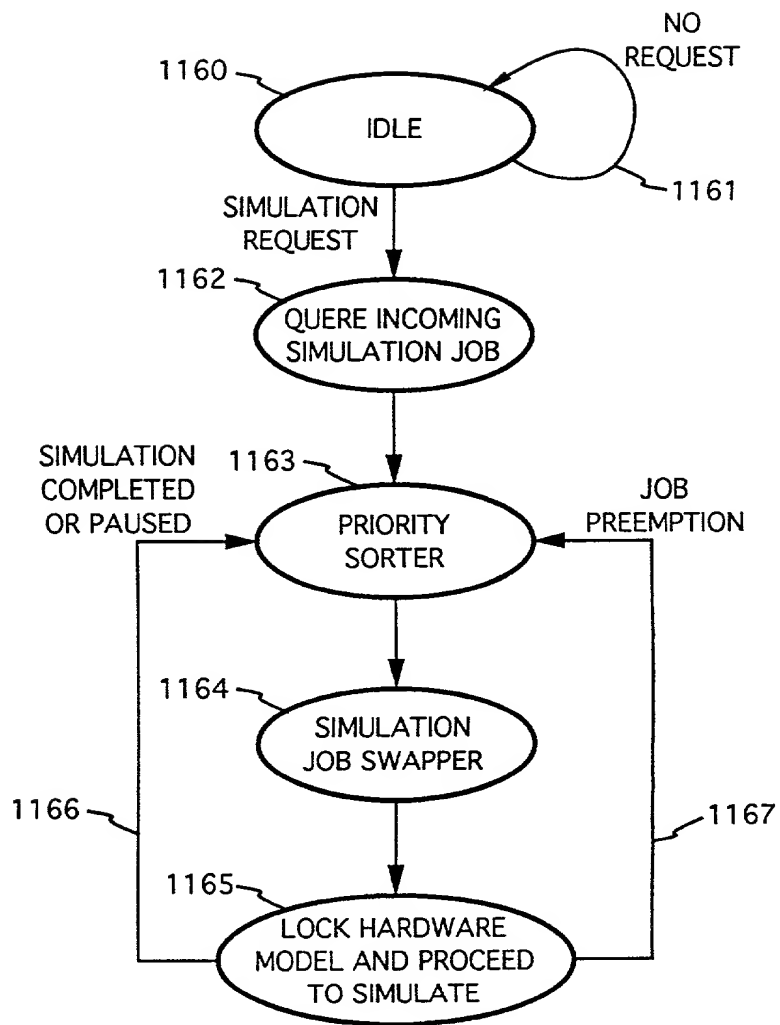 NO
REQUEST
1160
IDLE
1161
SIMULATION
REQUEST
1162
QUERE INCOMING
SIMULATION JOB
SIMULATION
COMPLETED
OR PAUSED
1163
JOB
PREEMPTION
PRIORITY
SORTER
1164
SIMULATION
JOB SWAPPER
1166
1167
1165
LOCK HARDWARE
MODEL AND PROCEED
TO SIMULATE